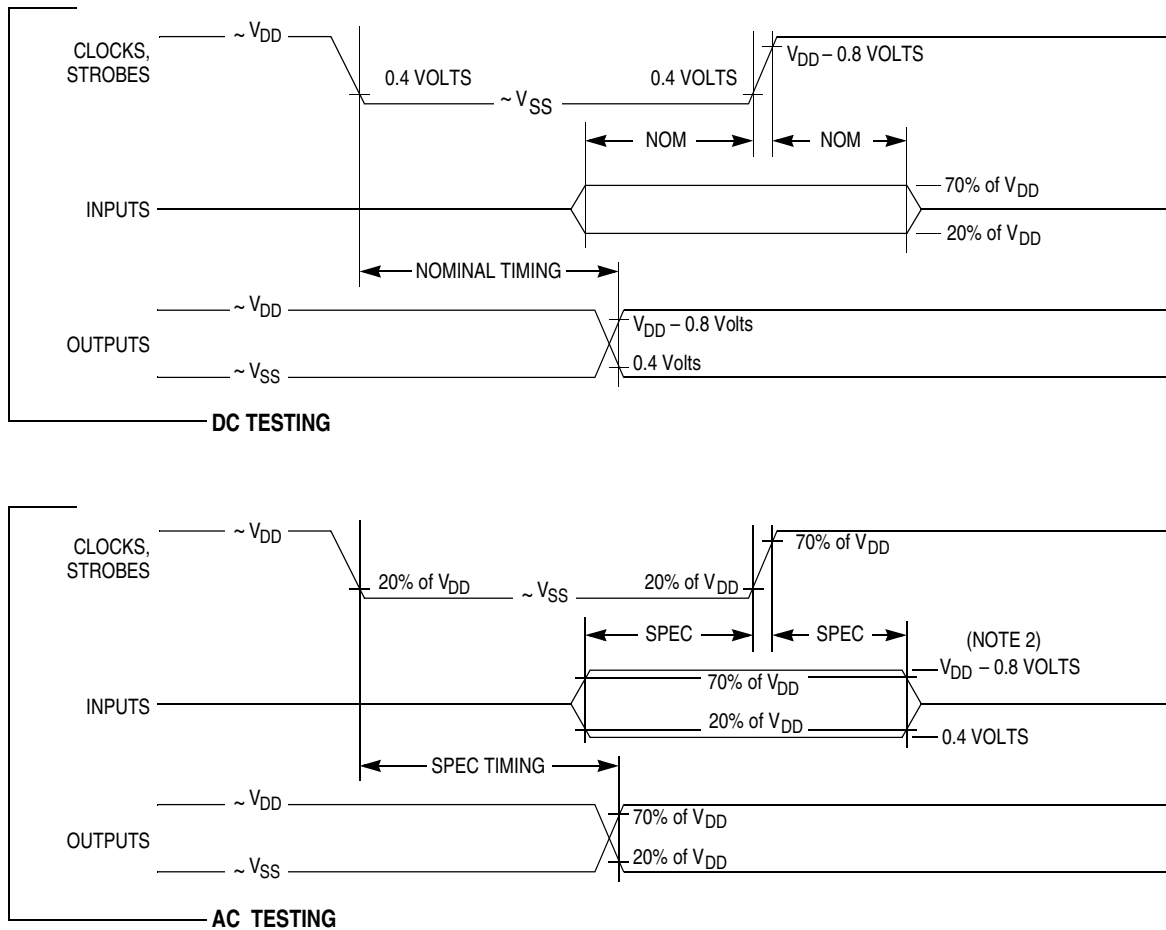 ~ VDD
CLOCKS,
STROBES
0.4 VOLTS
~ VSS
0.4 VOLTS
VDD – 0.8 VOLTS
NOM
NOM
70% of VDD
INPUTS
20% of VDD
NOMINAL TIMING
~ VDD
VDD – 0.8 Volts
OUTPUTS
0.4 Volts
~ VSS
DC TESTING
~ VDD
CLOCKS,
STROBES
70% of VDD
20% of VDD
~ VSS
20% of VDD
SPEC
SPEC
(NOTE 2)
VDD – 0.8 VOLTS
70% of VDD
INPUTS
20% of VDD
0.4 VOLTS
SPEC TIMING
~ VDD
70% of VDD
OUTPUTS
20% of VDD
~ VSS
AC TESTING